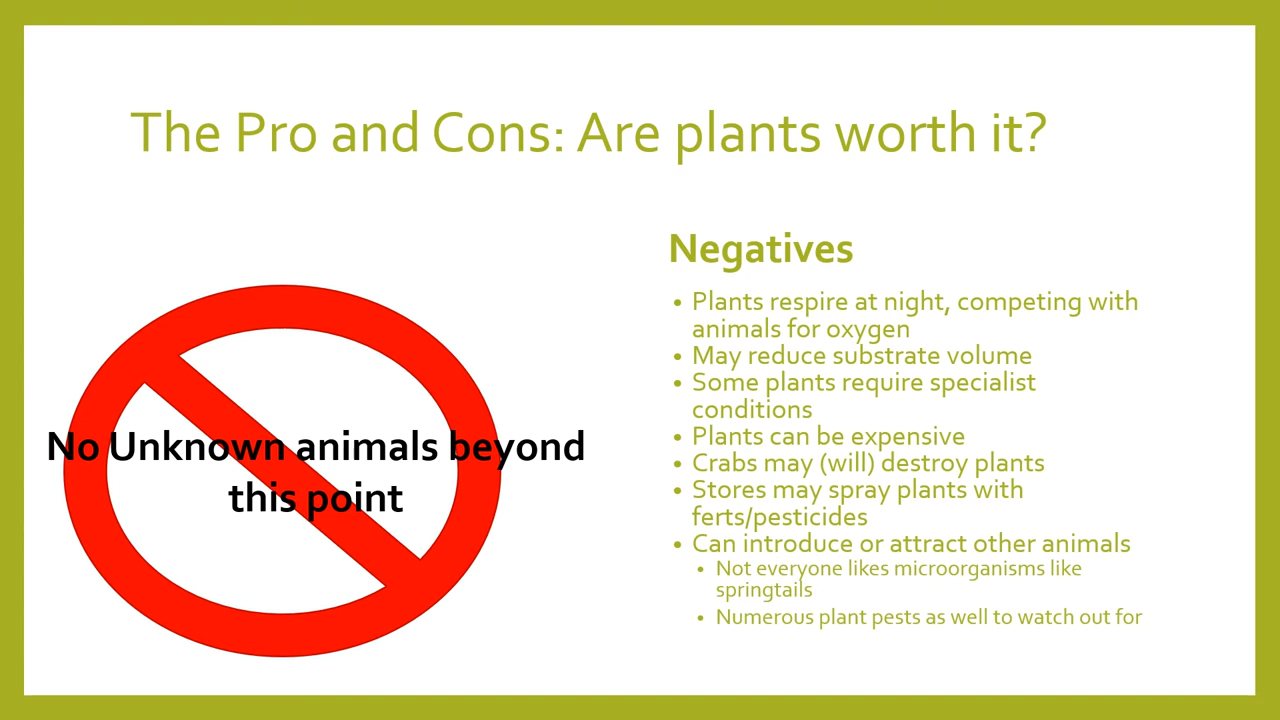 The Pro and Cons: Are plants worth it?
No Unknown animals beyond
this point
Negatives
• Plants respire at night, competing with
animals for oxygen
• May reduce substrate volume
• Some plants require specialist
conditions
• Plants can be expensive
• Crabs may (will) destroy plants
• Stores may spray plants with
ferts/pesticides
• Can introduce or attract other animals
• Not everyone likes microorganisms like
springtails
• Numerous plant pests as well to watch out for